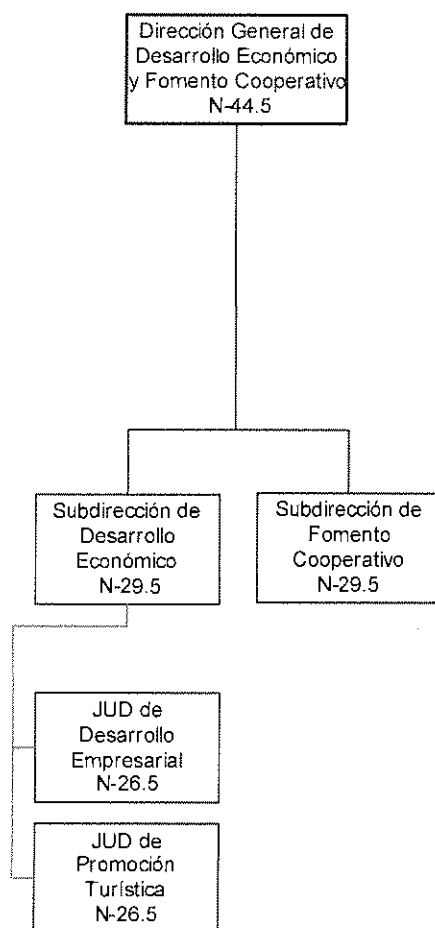 Dirección General de
Desarrollo Económico
y Fomento Cooperativo
N-44.5
Subdirección de
Desarrollo
Económico
N-29.5
Subdirección de
Fomento
Cooperativo
N-29.5
JUD de
Desarrollo
Empresarial
N-26.5
JUD de
Promoción
Turística
N-26.5